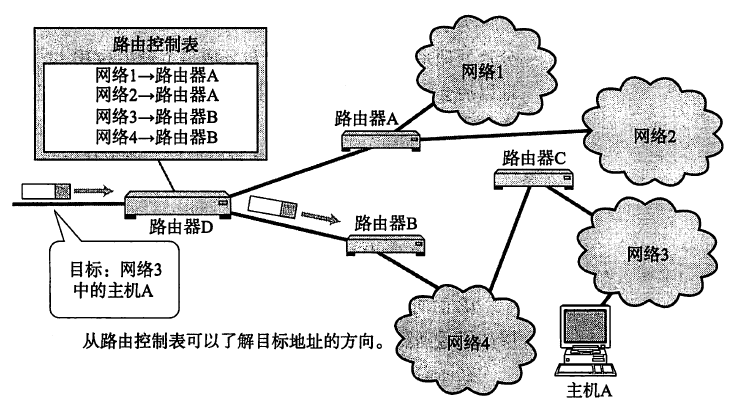 路由控制表
网络1→路由器A
网络2→路由器A
网络3→路由器B
网络4→路由器B
网络1
路由器A
网络2
路由器C
路由器D
路由器B
目标：网络3
中的主机A
网络3
从路由控制表可以了解目标地址的方向。
网络4
主机A